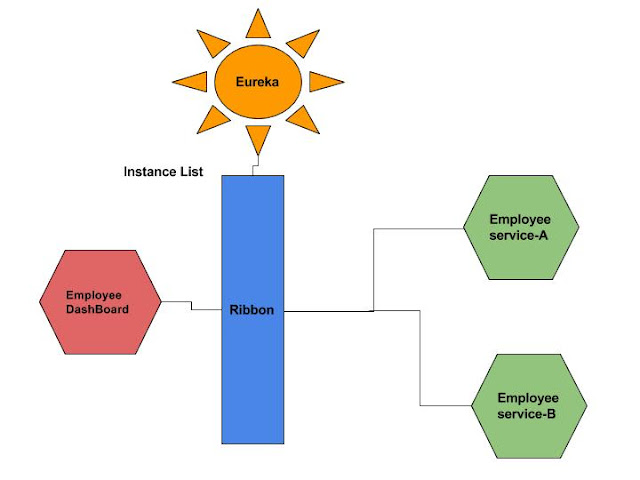 Eureka
Instance List
Employee
service-A
Employee
DashBoard
Ribbon
Employee
service-B